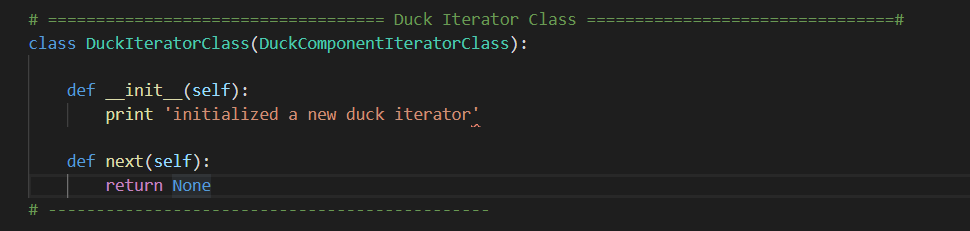 # =================================== Duck Iterator Class ================================#
class DuckIteratorClass(DuckComponentIteratorClass):
def __init__(self):
print 'initialized a new duck iterator'
def next(self):
return None
# ----------------------------------------------